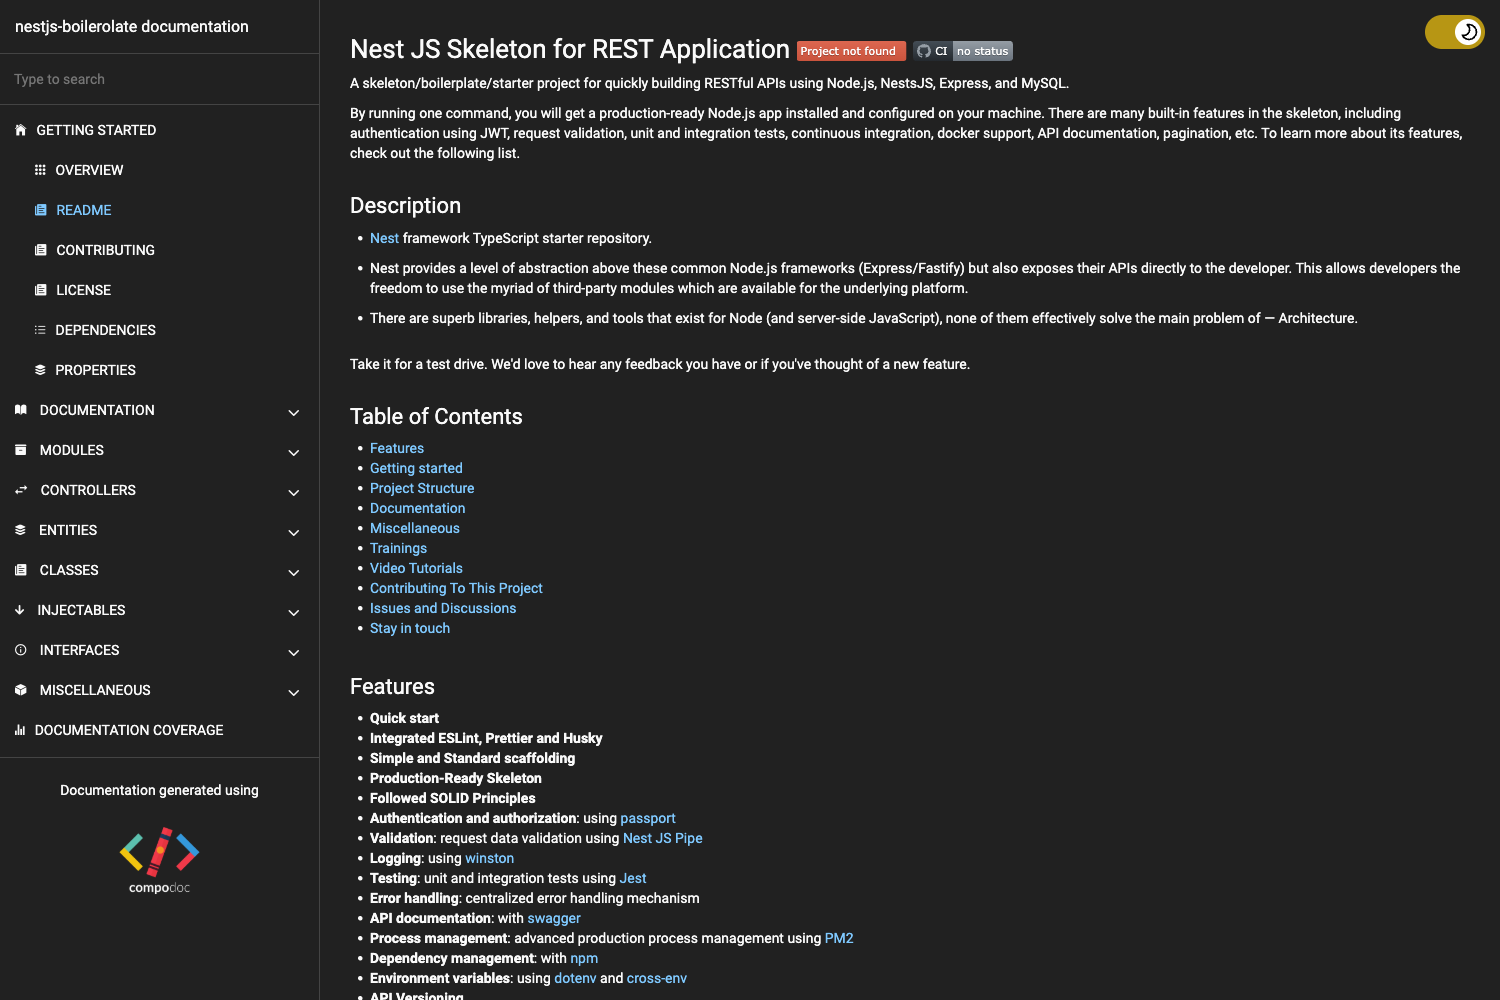 nestjs-boilerolate documentation
Type to search
GETTING STARTED
OVERVIEW
README
CONTRIBUTING
LICENSE
DEPENDENCIES
PROPERTIES
DOCUMENTATION
MODULES
CONTROLLERS
ENTITIES
CLASSES
INJECTABLES
INTERFACES
MISCELLANEOUS
DOCUMENTATION COVERAGE
Documentation generated using
compodoc
Nest JS Skeleton for REST Application Project not found CI no status
A skeleton/boilerplate/starter project for quickly building RESTful APIs using Node.js, NestsJS, Express, and MySQL.
By running one command, you will get a production-ready Node.js app installed and configured on your machine. There are many built-in features in the skeleton, including
authentication using JWT, request validation, unit and integration tests, continuous integration, docker support, API documentation, pagination, etc. To learn more about its features,
check out the following list.
Description
• Nest framework TypeScript starter repository.
• Nest provides a level of abstraction above these common Node.js frameworks (Express/Fastify) but also exposes their APIs directly to the developer. This allows developers the
freedom to use the myriad of third-party modules which are available for the underlying platform.
• There are superb libraries, helpers, and tools that exist for Node (and server-side JavaScript), none of them effectively solve the main problem of — Architecture.
Take it for a test drive. We'd love to hear any feedback you have or if you've thought of a new feature.
Table of Contents
• Features
• Getting started
• Project Structure
• Documentation
• Miscellaneous
• Trainings
• Video Tutorials
• Contributing To This Project
• Issues and Discussions
• Stay in touch
Features
• Quick start
• Integrated ESLint, Prettier and Husky
• Simple and Standard scaffolding
• Production-Ready Skeleton
• Followed SOLID Principles
• Authentication and authorization: using passport
• Validation: request data validation using Nest JS Pipe
• Logging: using winston
• Testing: unit and integration tests using Jest
• Error handling: centralized error handling mechanism
• API documentation: with swagger
• Process management: advanced production process management using PM2
• Dependency management: with npm
• Environment variables: using dotenv and cross-env
• API Versioning